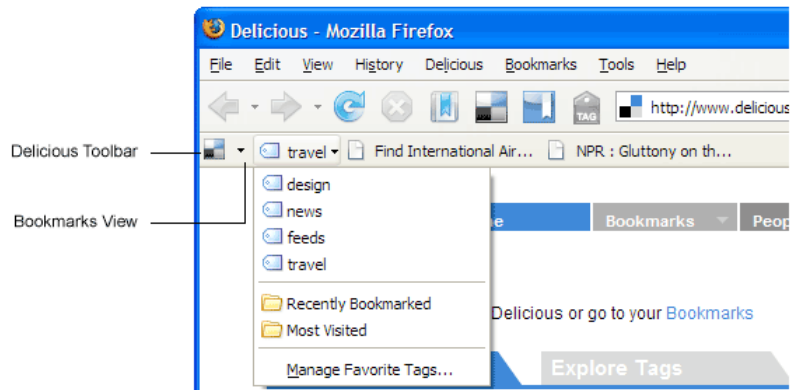 Delicious - Mozilla Firefox
File Edit View History Delicious Bookmarks Tools Help
TAG http://www.delicious
Delicious Toolbar travel Find International Air... NPR : Gluttony on th...
design
Bookmarks View news Bookmarks Peop
feeds
travel
Recently Bookmarked
Delicious or go to your Bookmarks
Most Visited
Manage Favorite Tags... Explore Tags